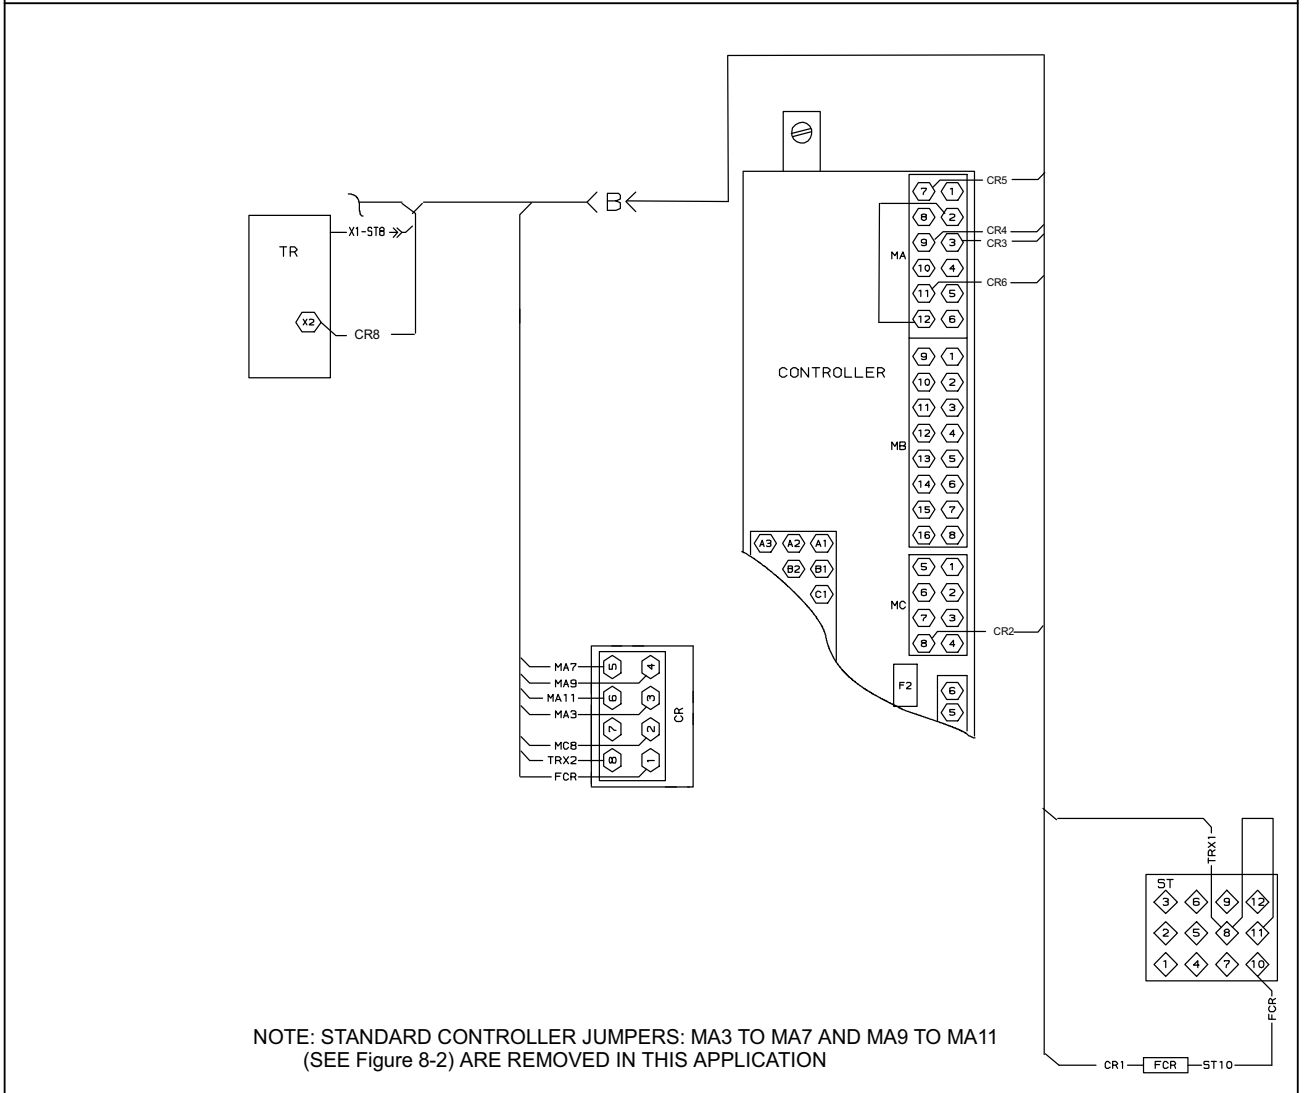 B
X1-ST8
TR
X2
CR8
7 1
CR5
8 2
9 3
CR4
CR3
MA
10 4
11 5
CR6
12 6
CONTROLLER
9 1
10 2
11 3
12 4
MB
13 5
14 6
15 7
16 8
A3 A2 A1
B2 B1
C1
5 1
6 2
MC
7 3
8 4
CR2
F2
6
5
MA7 5 4
MA9
MA11 6 3
MA3
CR
7 2
MC8
TRX2 8 1
FCR
TRX1
ST
3 6 9 12
2 5 8 11
1 4 7 10
FCR
CR1 FCR ST10
NOTE: STANDARD CONTROLLER JUMPERS: MA3 TO MA7 AND MA9 TO MA11
(SEE Figure 8-2) ARE REMOVED IN THIS APPLICATION